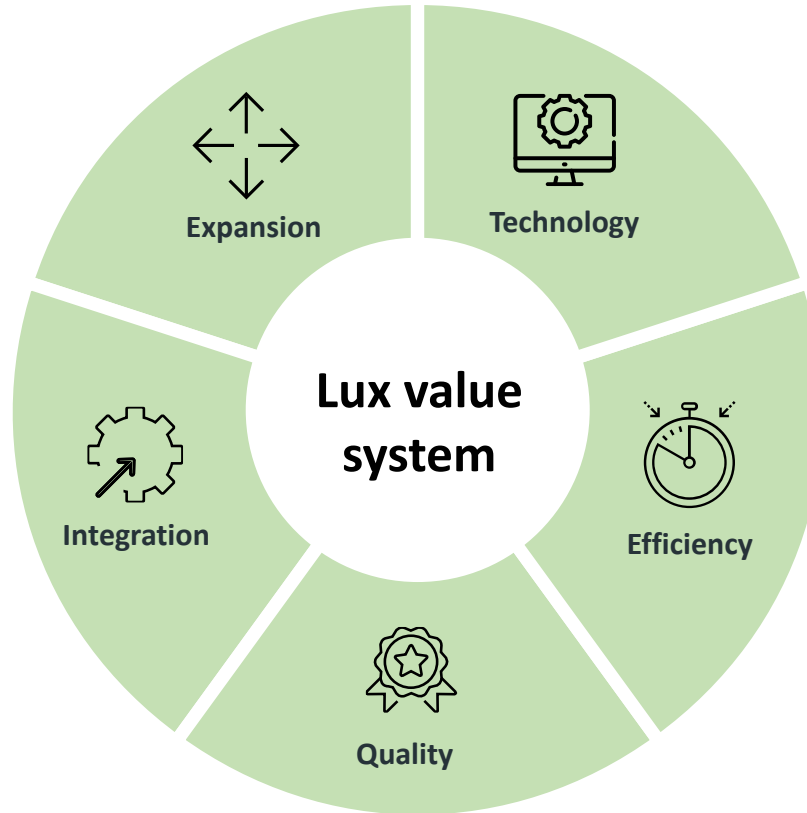 Expansion
Technology
Lux value
system
Integration
Efficiency
Quality